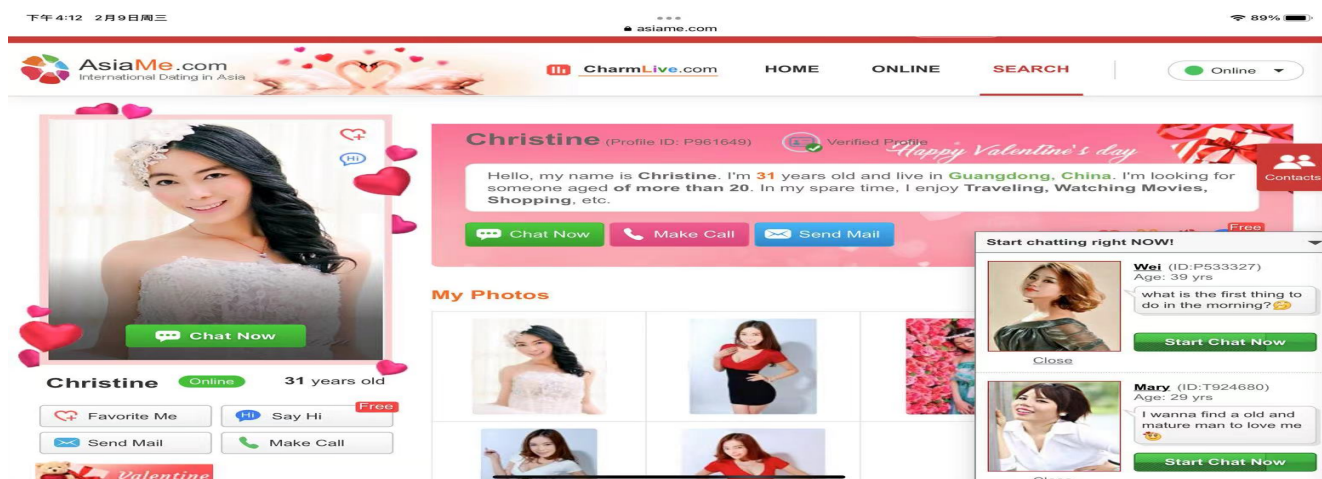 下午4:12 2月9日周三
asiame.com
89%
AsiaMe.com
International Dating in Asia
CharmLive.com
HOME
ONLINE
SEARCH
Online
Christine (Profile ID: P961649)
Verified Profile
Happy Valentine's day
Hello, my name is Christine. I'm 31 years old and live in Guangdong, China. I'm looking for
someone aged of more than 20. In my spare time, I enjoy Traveling, Watching Movies,
Shopping, etc.
Contacts
Chat Now
Make Call
Send Mail
Free
Hi
Chat Now
Christine
Online
31 years old
Favorite Me
Hi
Say Hi
Free
Send Mail
Make Call
Valentine
My Photos
Start chatting right NOW!
Wei (ID:P533327)
Age: 39 yrs
what is the first thing to
do in the morning?
Start Chat Now
Close
Mary (ID:T924680)
Age: 29 yrs
I wanna find a old and
mature man to love me
Start Chat Now